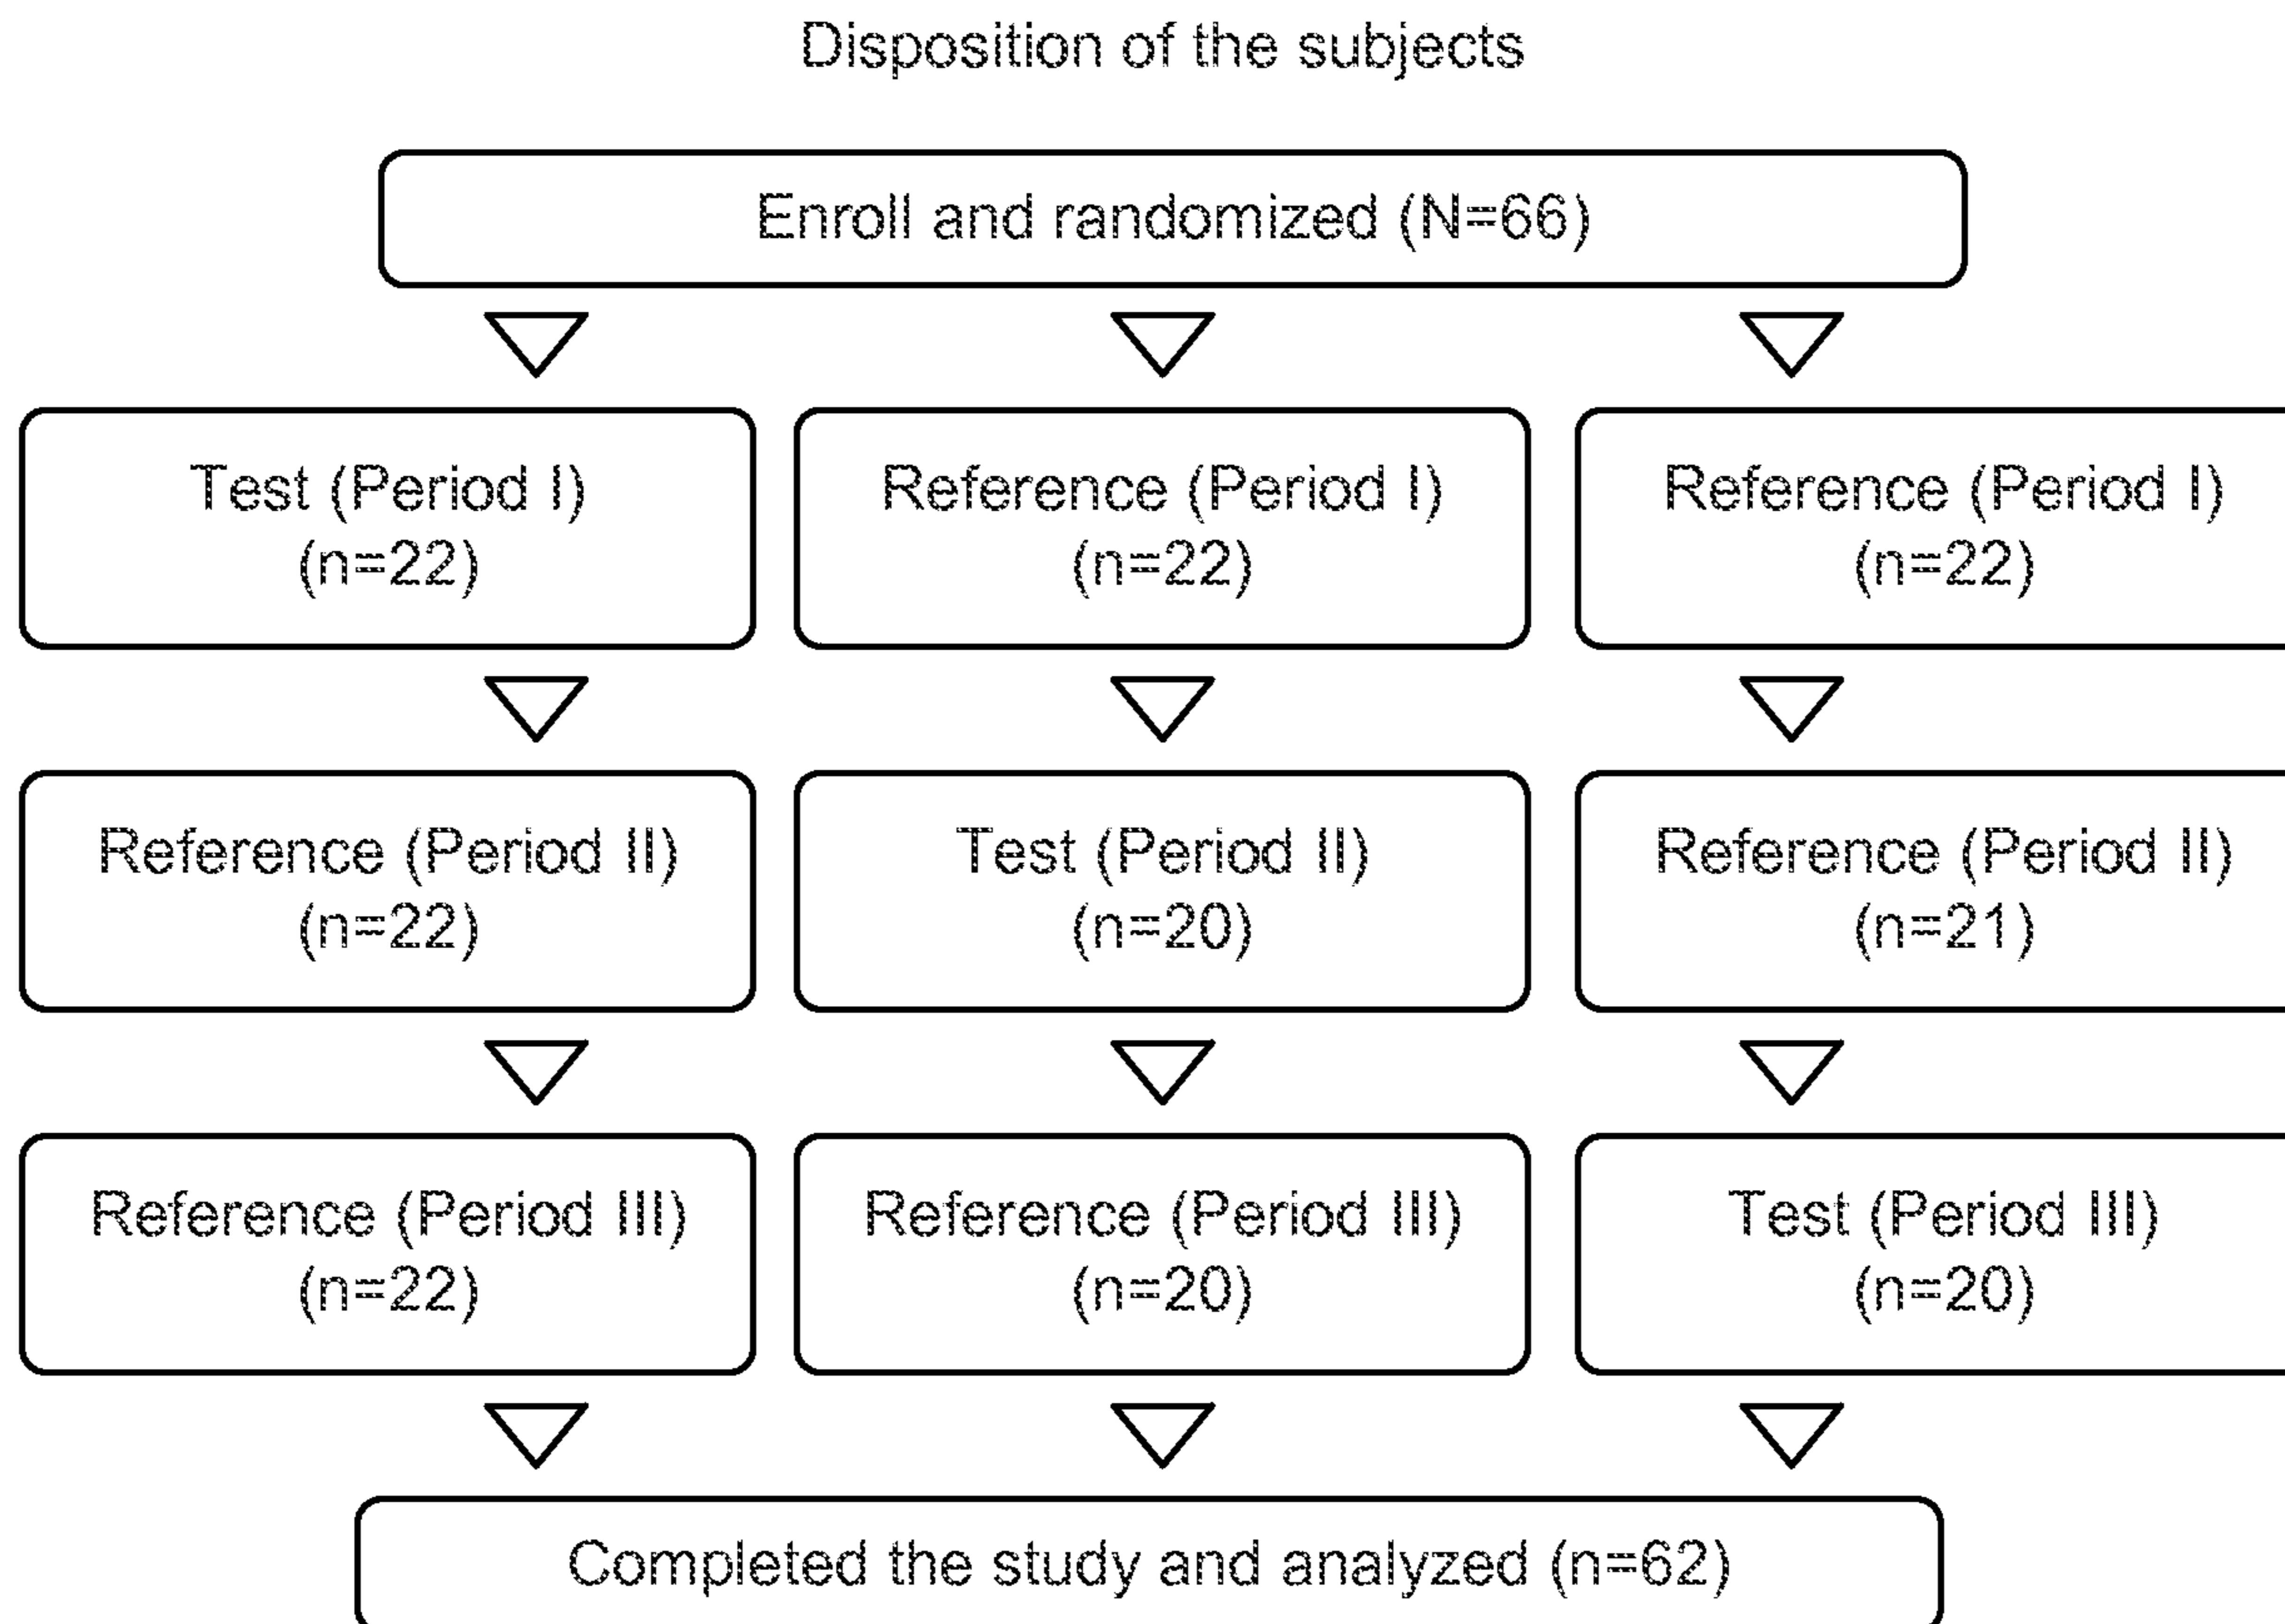 Disposition of the subjects
Enroll and randomized (N=66)
Test (Period I)
(n=22)
Reference (Period I)
(n=22)
Reference (Period I)
(n=22)
Reference (Period II)
(n=22)
Test (Period II)
(n=20)
Reference (Period II)
(n=21)
Reference (Period III)
(n=22)
Reference (Period III)
(n=20)
Test (Period III)
(n=20)
Completed the study and analyzed (n=62)